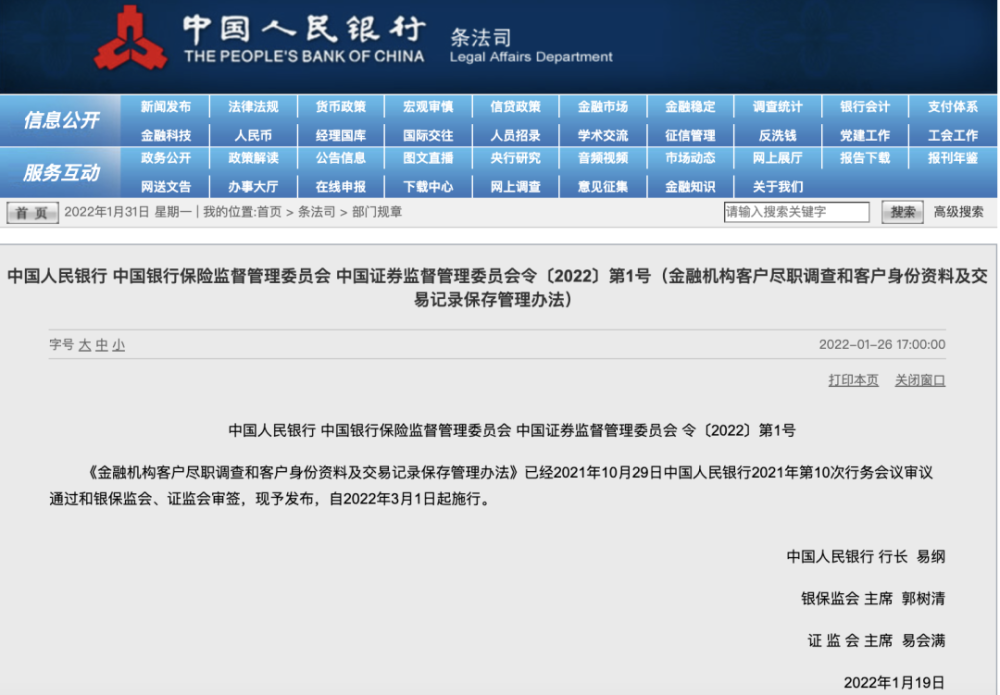 中国人民银行 条法司
THE PEOPLE'S BANK OF CHINA Legal Affairs Department
信息公开
新闻发布 法律法规 货币政策 宏观审慎 信贷政策 金融市场 金融稳定 调查统计 银行会计 支付体系
金融科技 人民币 经理国库 国际交往 人员招录 学术交流 征信管理 反洗钱 党建工作 工会工作
服务互动
政务公开 政策解读 公告信息 图文直播 央行研究 音频视频 市场动态 网上展厅 报告下载 报刊年鉴
网送文告 办事大厅 在线申报 下载中心 网上调查 意见征集 金融知识 关于我们
首 页 2022年1月31日 星期一 | 我的位置:首页 > 条法司 > 部门规章 请输入搜索关键字 搜索 高级搜索
中国人民银行 中国银行保险监督管理委员会 中国证券监督管理委员会令〔2022〕第1号（金融机构客户尽职调查和客户身份资料及交
易记录保存管理办法）
字号 大 中 小 2022-01-26 17:00:00
打印本页 关闭窗口
中国人民银行 中国银行保险监督管理委员会 中国证券监督管理委员会 令〔2022〕第1号
《金融机构客户尽职调查和客户身份资料及交易记录保存管理办法》已经2021年10月29日中国人民银行2021年第10次行务会议审议
通过和银保监会、证监会审签，现予发布，自2022年3月1日起施行。
中国人民银行 行长 易纲
银保监会 主席 郭树清
证 监 会 主席 易会满
2022年1月19日